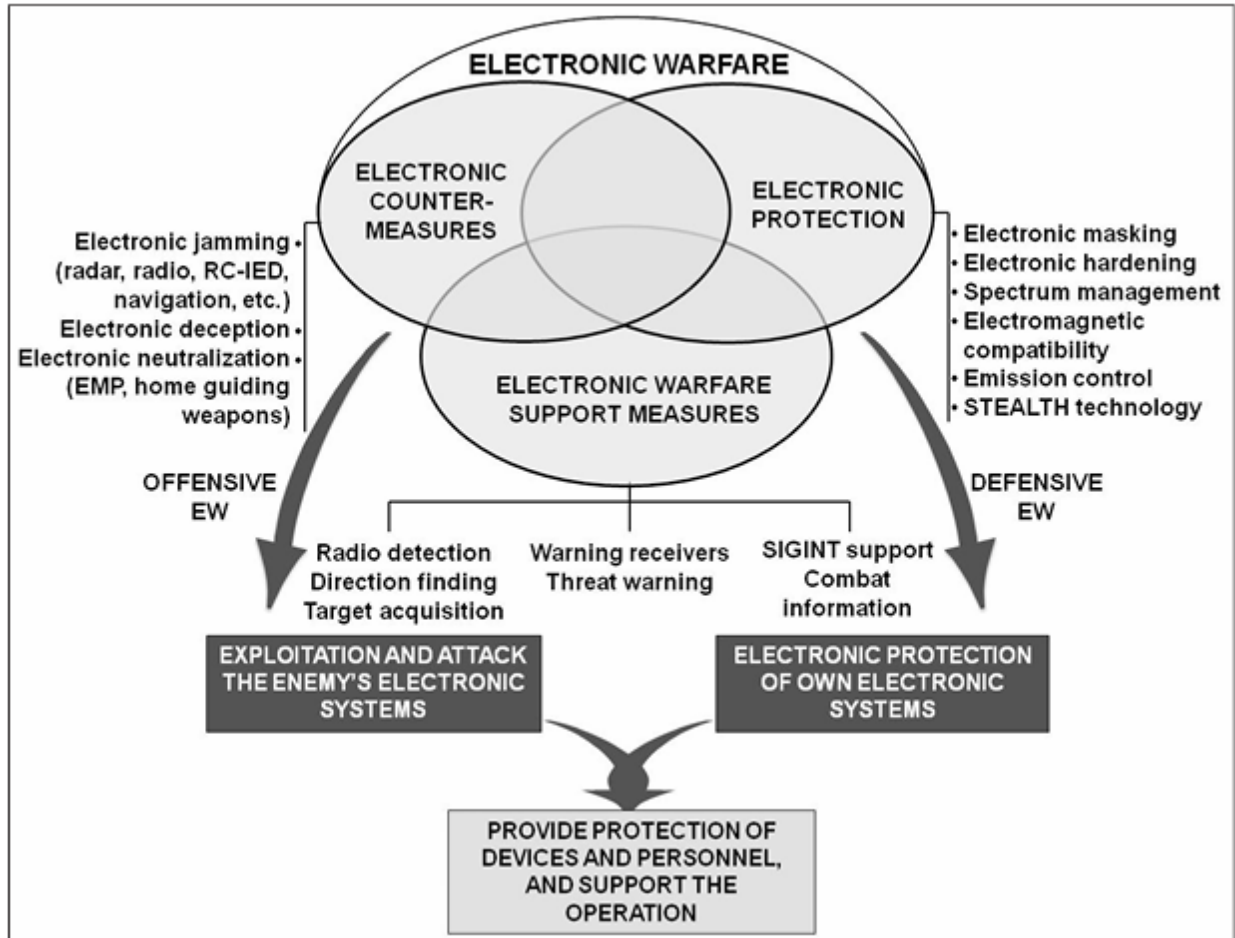 ELECTRONIC WARFARE
ELECTRONIC
COUNTER-
MEASURES
ELECTRONIC
PROTECTION
ELECTRONIC WARFARE
SUPPORT MEASURES
Electronic jamming •
(radar, radio, RC-IED,
navigation, etc.)
Electronic deception •
Electronic neutralization •
(EMP, home guiding
weapons)
• Electronic masking
• Electronic hardening
• Spectrum management
• Electromagnetic
compatibility
• Emission control
• STEALTH technology
OFFENSIVE
EW
DEFENSIVE
EW
Radio detection
Direction finding
Target acquisition
Warning receivers
Threat warning
SIGINT support
Combat
information
EXPLOITATION AND ATTACK
THE ENEMY'S ELECTRONIC
SYSTEMS
ELECTRONIC PROTECTION
OF OWN ELECTRONIC
SYSTEMS
PROVIDE PROTECTION OF
DEVICES AND PERSONNEL,
AND SUPPORT THE
OPERATION